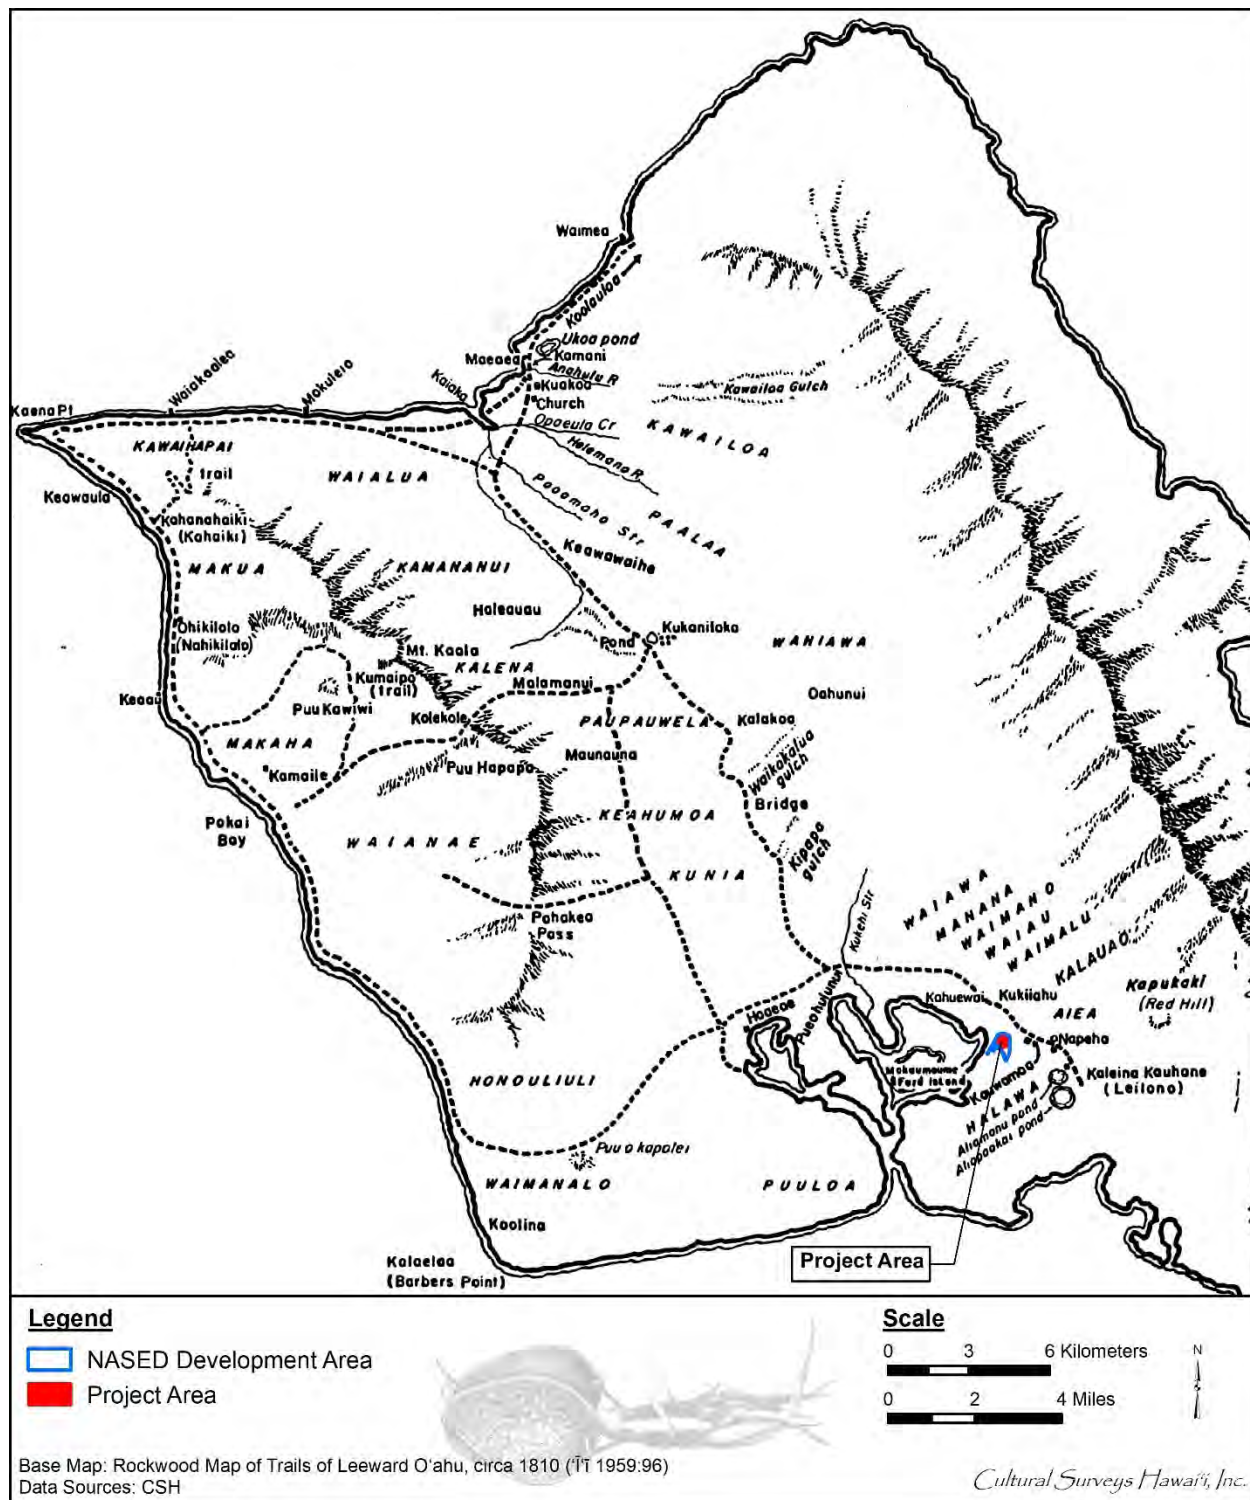 Waimea
Koolauloa
Ukoa pond
Maeaea
Kamani
Anahulu R
Kaiaka
Kuakoa
Church
Kawailoa Gulch
Waiakaalea
Mokuleia
Kaena Pt
Opaeula Cr
KAWAILOA
Helemano R
KAWAIHAPAI
trail
WAIALUA
Pooamoho Str
PAALAA
Keawaula
Kahanahaiki
(Kahaiki)
Keawawaihe
MAKUA
KAMANANUI
Haleauau
Ohikilolo
(Nahikilalo)
Pond
Kukaniloko
WAHIAWA
Mt. Kaala
KALENA
Kumaipo
(trail)
Malamanui
Oahunui
Keaau
Puu Kawiwi
Kolekole
PAUPAUWELA
Kalakoa
MAKAHA
Waikakalua
gulch
Kamaile
Puu Hapapa
Maunauna
Bridge
Pokai
Bay
KEAHUMOA
WAIANAE
Kipapa
gulch
KUNIA
Pohakea
Pass
Kukehi Str
WAIAWA
MANANA
WAIMANO
WAIAU
WAIMALU
KALAUAO
Kapukaki
(Red Hill)
Kahuewai
Kukiiahu
AIEA
Hoaeae
Pueohulunui
Napeha
Mokaumoume
Ford Island
Kauwamoa
Kaleina Kauhane
(Leilono)
HALAWA
Aliamanu pond
Aliapaakai pond
HONOULIULI
Puu o kapolei
WAIMANALO
PUULOA
Koolina
Kalaeloa
(Barbers Point)
Project Area
Legend
NASED Development Area
Project Area
Scale
0 3 6 Kilometers
0 2 4 Miles
N
Base Map: Rockwood Map of Trails of Leeward O‘ahu, circa 1810 (‘Ī‘ī 1959:96)
Data Sources: CSH
Cultural Surveys Hawai‘i, Inc.